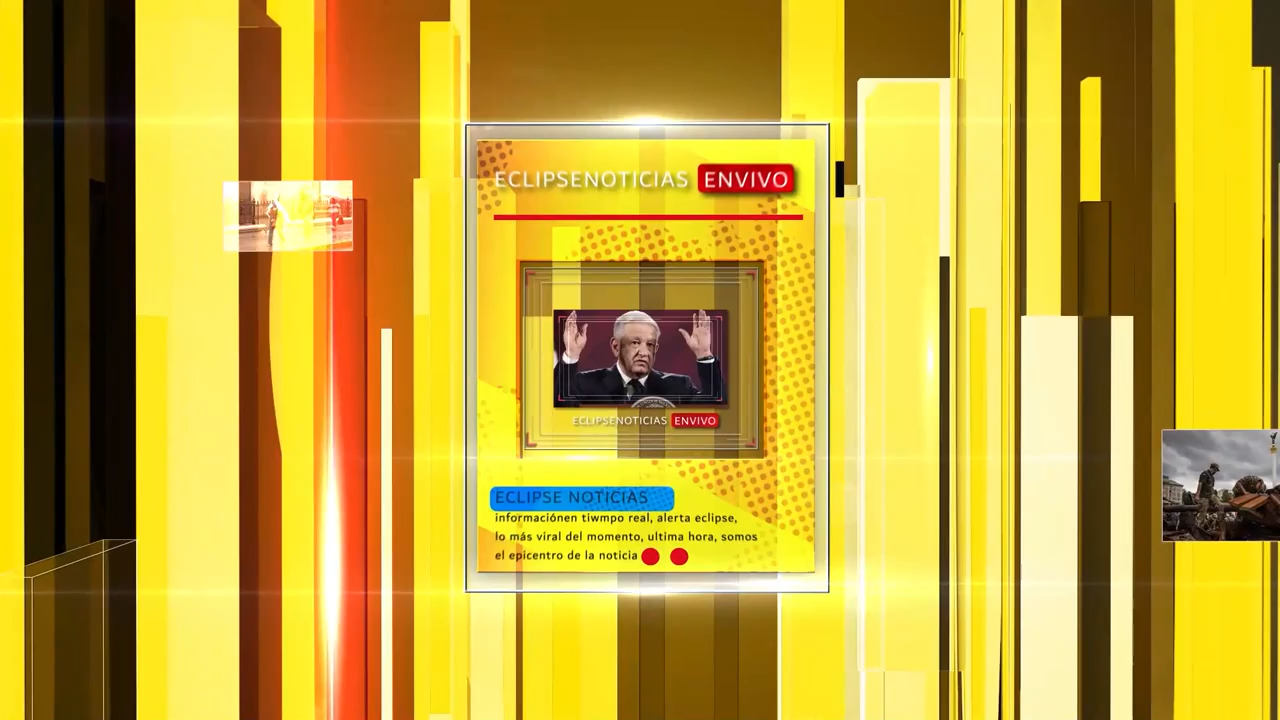 ECLIPSENOTICIAS ENVIVO
ECLIPSENOTICIAS ENVIVO
ECLIPSE NOTICIAS
informaciónen tiwmpo real, alerta eclipse,
lo más viral del momento, ultima hora, somos
el epicentro de la noticia